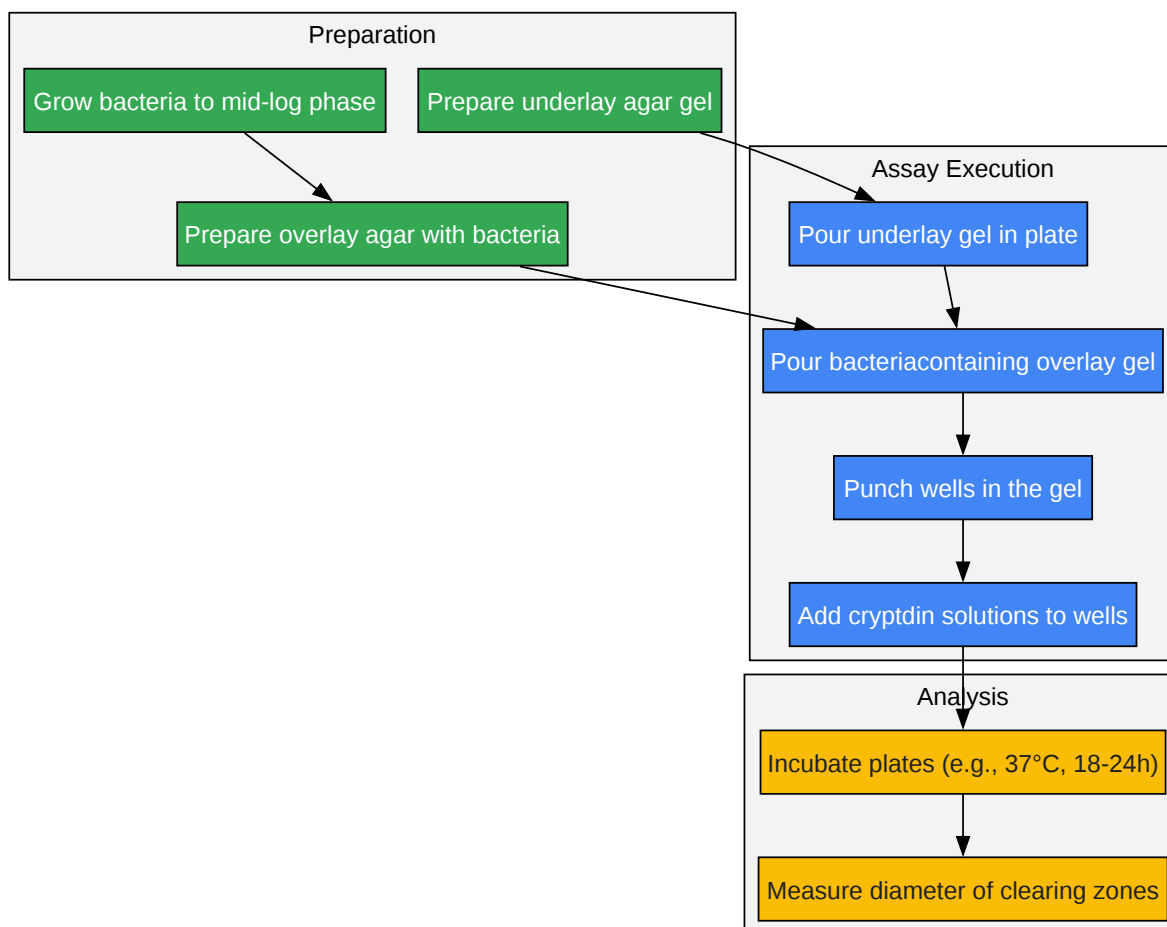 Preparation
Grow bacteria to mid-log phase
Prepare underlay agar gel
Prepare overlay agar with bacteria
Assay Execution
Pour underlay gel in plate
Pour bacteriacontaining overlay gel
Punch wells in the gel
Add cryptdin solutions to wells
Analysis
Incubate plates (e.g., 37°C, 18-24h)
Measure diameter of clearing zones